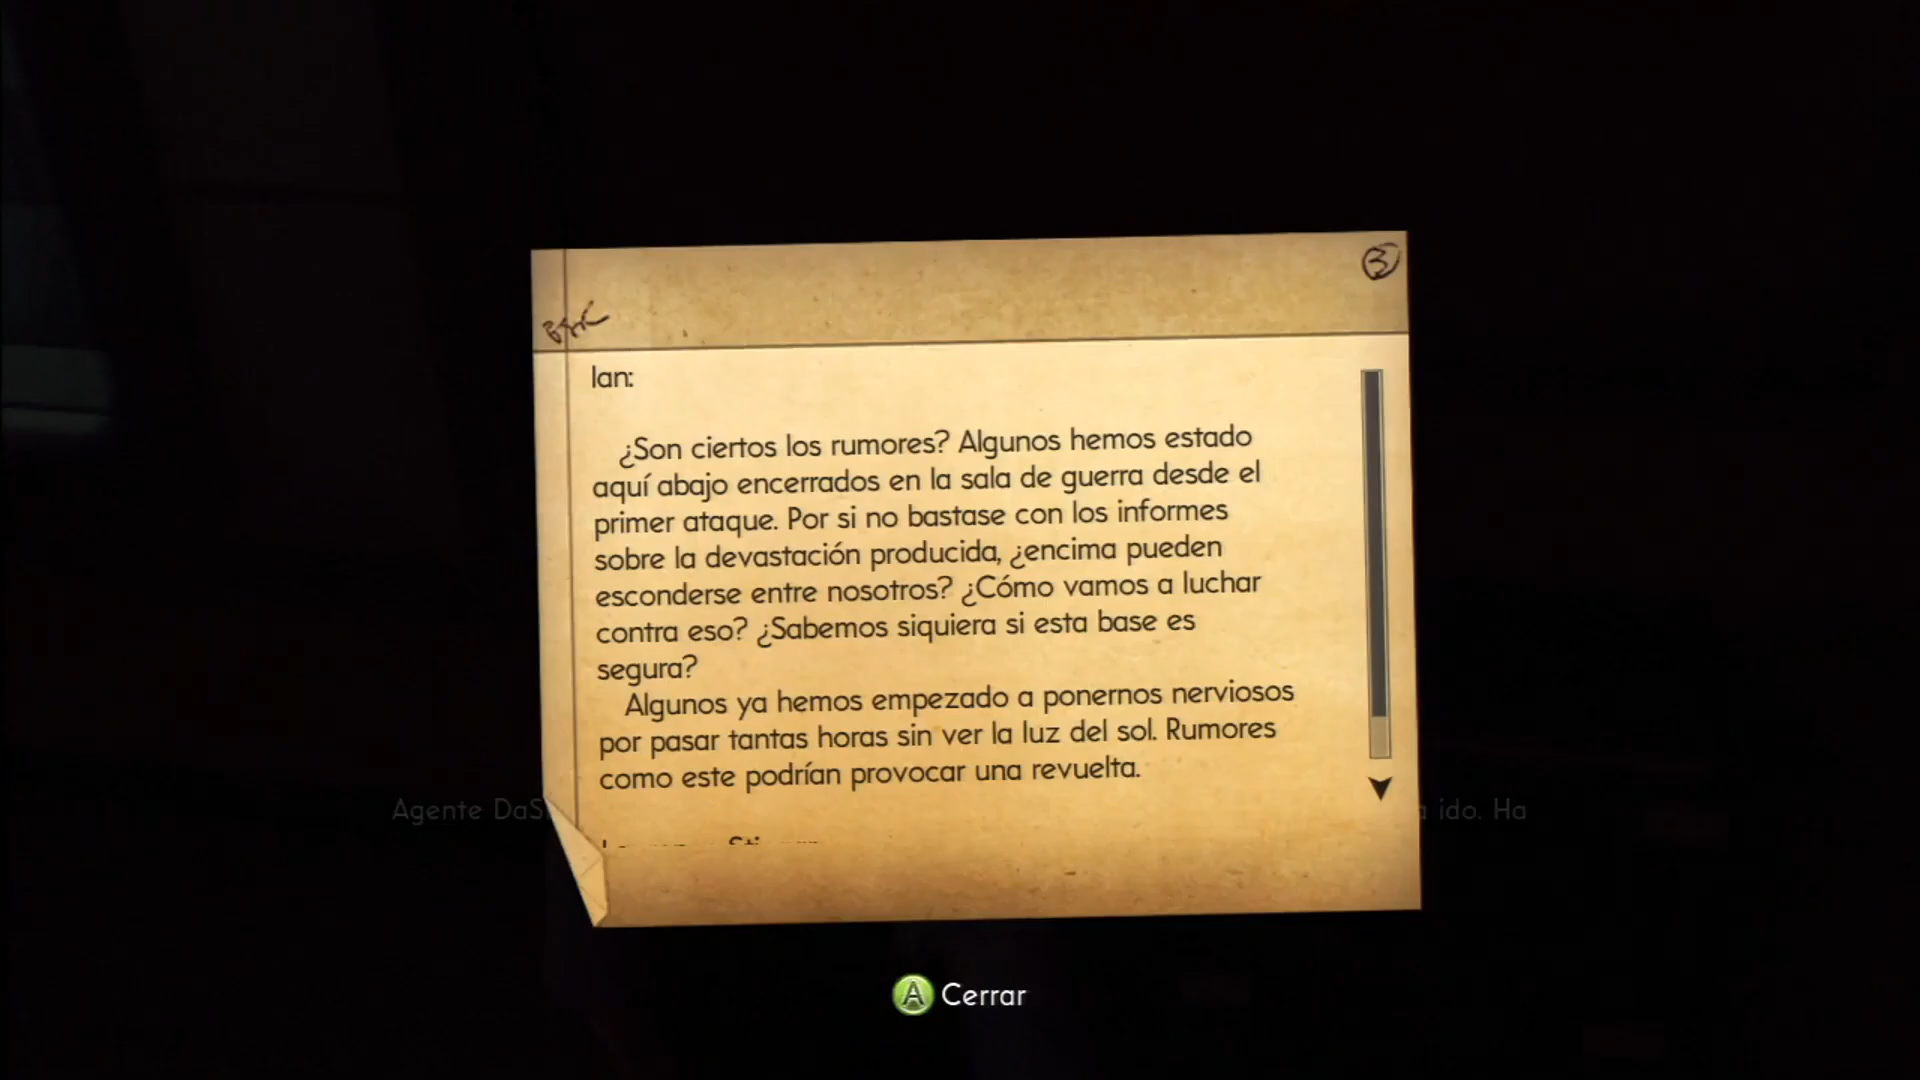 3
Ian:
¿Son ciertos los rumores? Algunos hemos estado
aquí abajo encerrados en la sala de guerra desde el
primer ataque. Por si no bastase con los informes
sobre la devastación producida, ¿encima pueden
esconderse entre nosotros? ¿Cómo vamos a luchar
contra eso? ¿Sabemos siquiera si esta base es
segura?
Algunos ya hemos empezado a ponernos nerviosos
por pasar tantas horas sin ver la luz del sol. Rumores
como este podrían provocar una revuelta.
Agente ido. Ha
A Cerrar